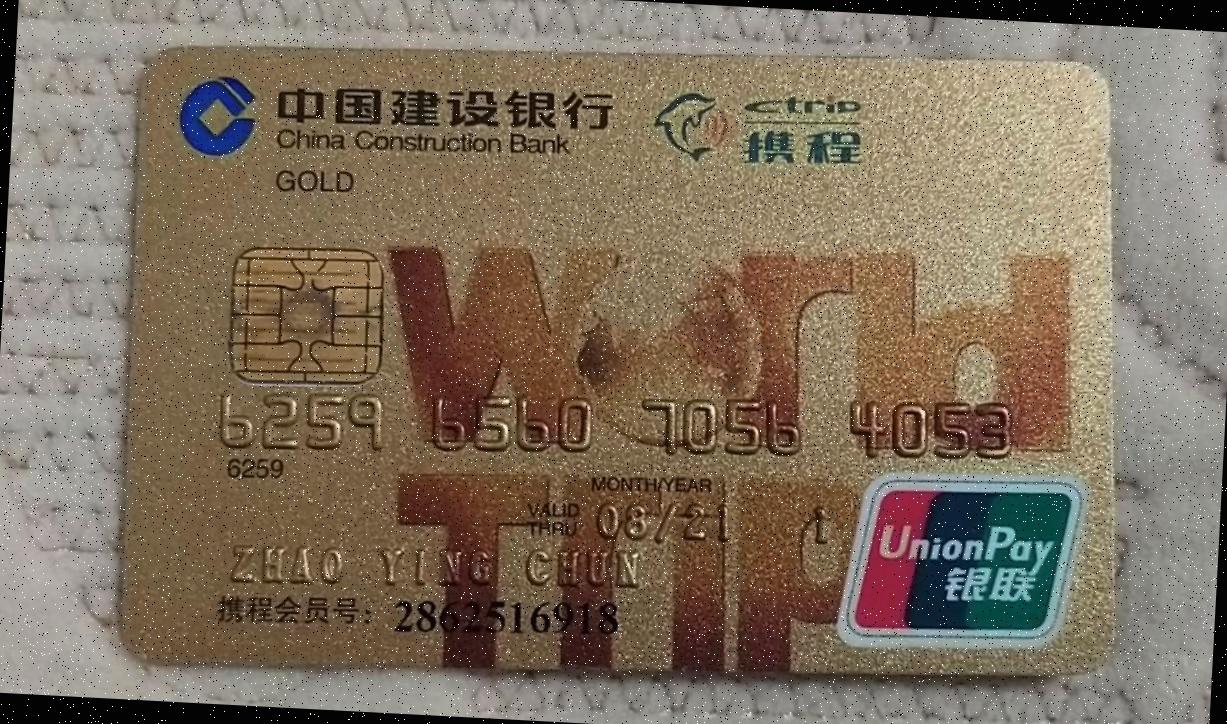 中国建设银行
China Construction Bank
GOLD
Ctrip
携程
World
6259 6560 7056 4053
6259
MONTH/YEAR
VALID THRU 08/21 1
Trip
ZHAO YING CHUN
携程会员号: 2862516918
UnionPay
银联